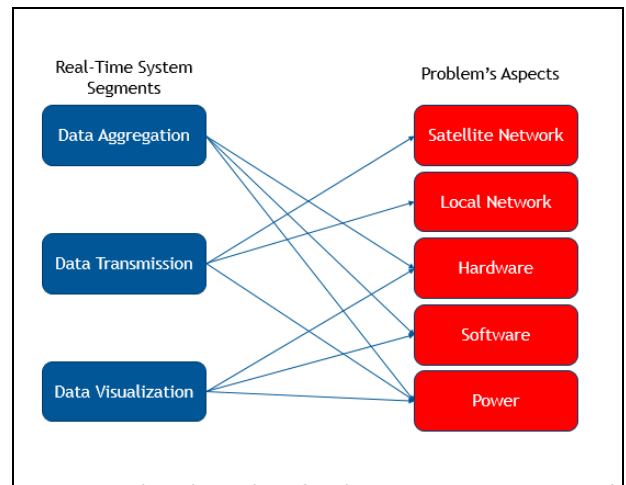 Real-Time System
Segments
Problem's Aspects
Data Aggregation
Data Transmission
Data Visualization
Satellite Network
Local Network
Hardware
Software
Power